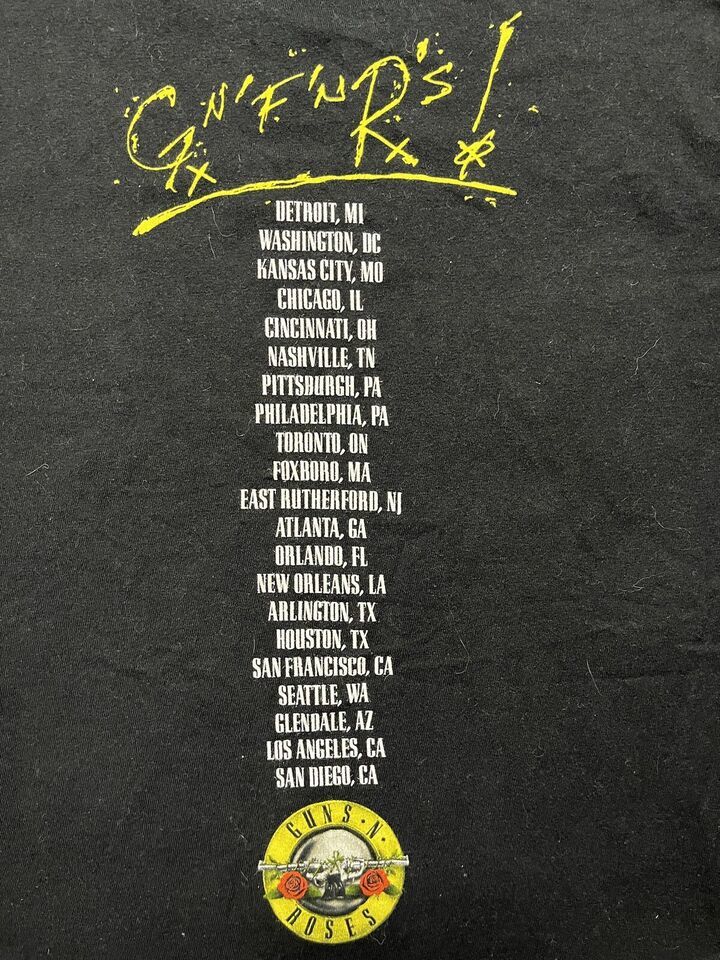 GN'F'NR'S!
DETROIT, MI
WASHINGTON, DC
KANSAS CITY, MO
CHICAGO, IL
CINCINNATI, OH
NASHVILLE, TN
PITTSBURGH, PA
PHILADELPHIA, PA
TORONTO, ON
FOXBORO, MA
EAST RUTHERFORD, NJ
ATLANTA, GA
ORLANDO, FL
NEW ORLEANS, LA
ARLINGTON, TX
HOUSTON, TX
SAN FRANCISCO, CA
SEATTLE, WA
GLENDALE, AZ
LOS ANGELES, CA
SAN DIEGO, CA
GUNS · N ·
ROSES